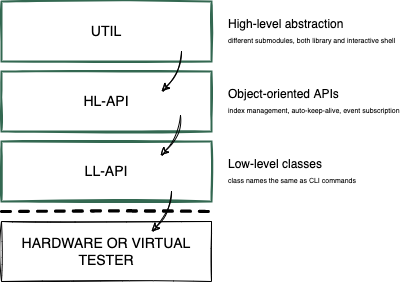 UTIL
High-level abstraction
different submodules, both library and interactive shell
HL-API
Object-oriented APIs
index management, auto-keep-alive, event subscription
LL-API
Low-level classes
class names the same as CLI commands
HARDWARE OR VIRTUAL
TESTER